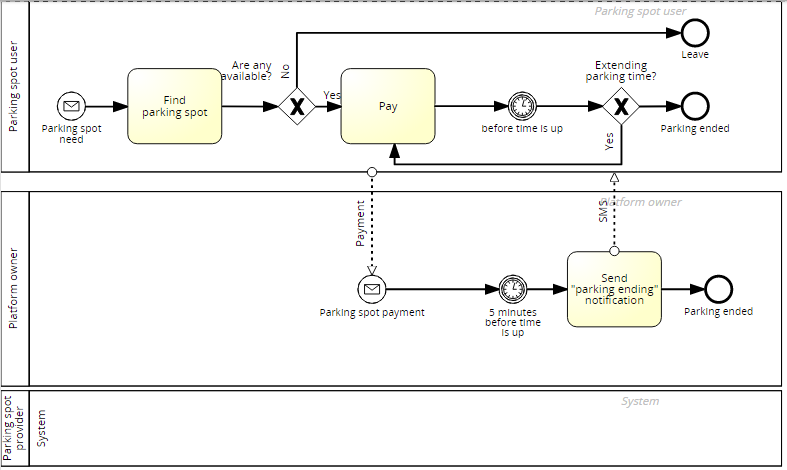 Parking spot user
Parking spot user
Are any
available?
No
Yes
Find
parking spot
Parking spot
need
Pay
before time is up
Extending
parking time?
Yes
Leave
Parking ended
Platform owner
Platform owner
Payment
SMS
Parking spot payment
5 minutes
before time
is up
Send
"parking ending"
notification
Parking ended
Parking spot
provider
System
System